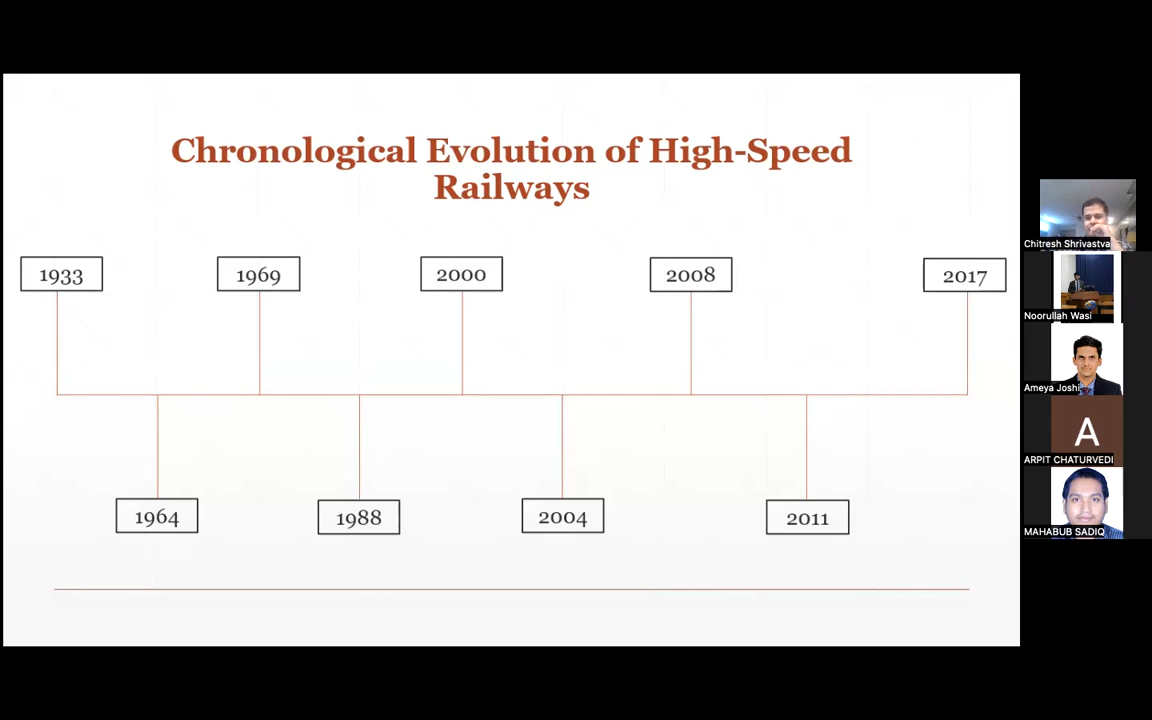 Chronological Evolution of High-Speed
Railways
1933
1969
2000
2008
2017
1964
1988
2004
2011
Chitresh Shrivastva
Noorullah Wasi
Ameya Joshi
A
ARPIT CHATURVEDI
MAHABUB SADIQ